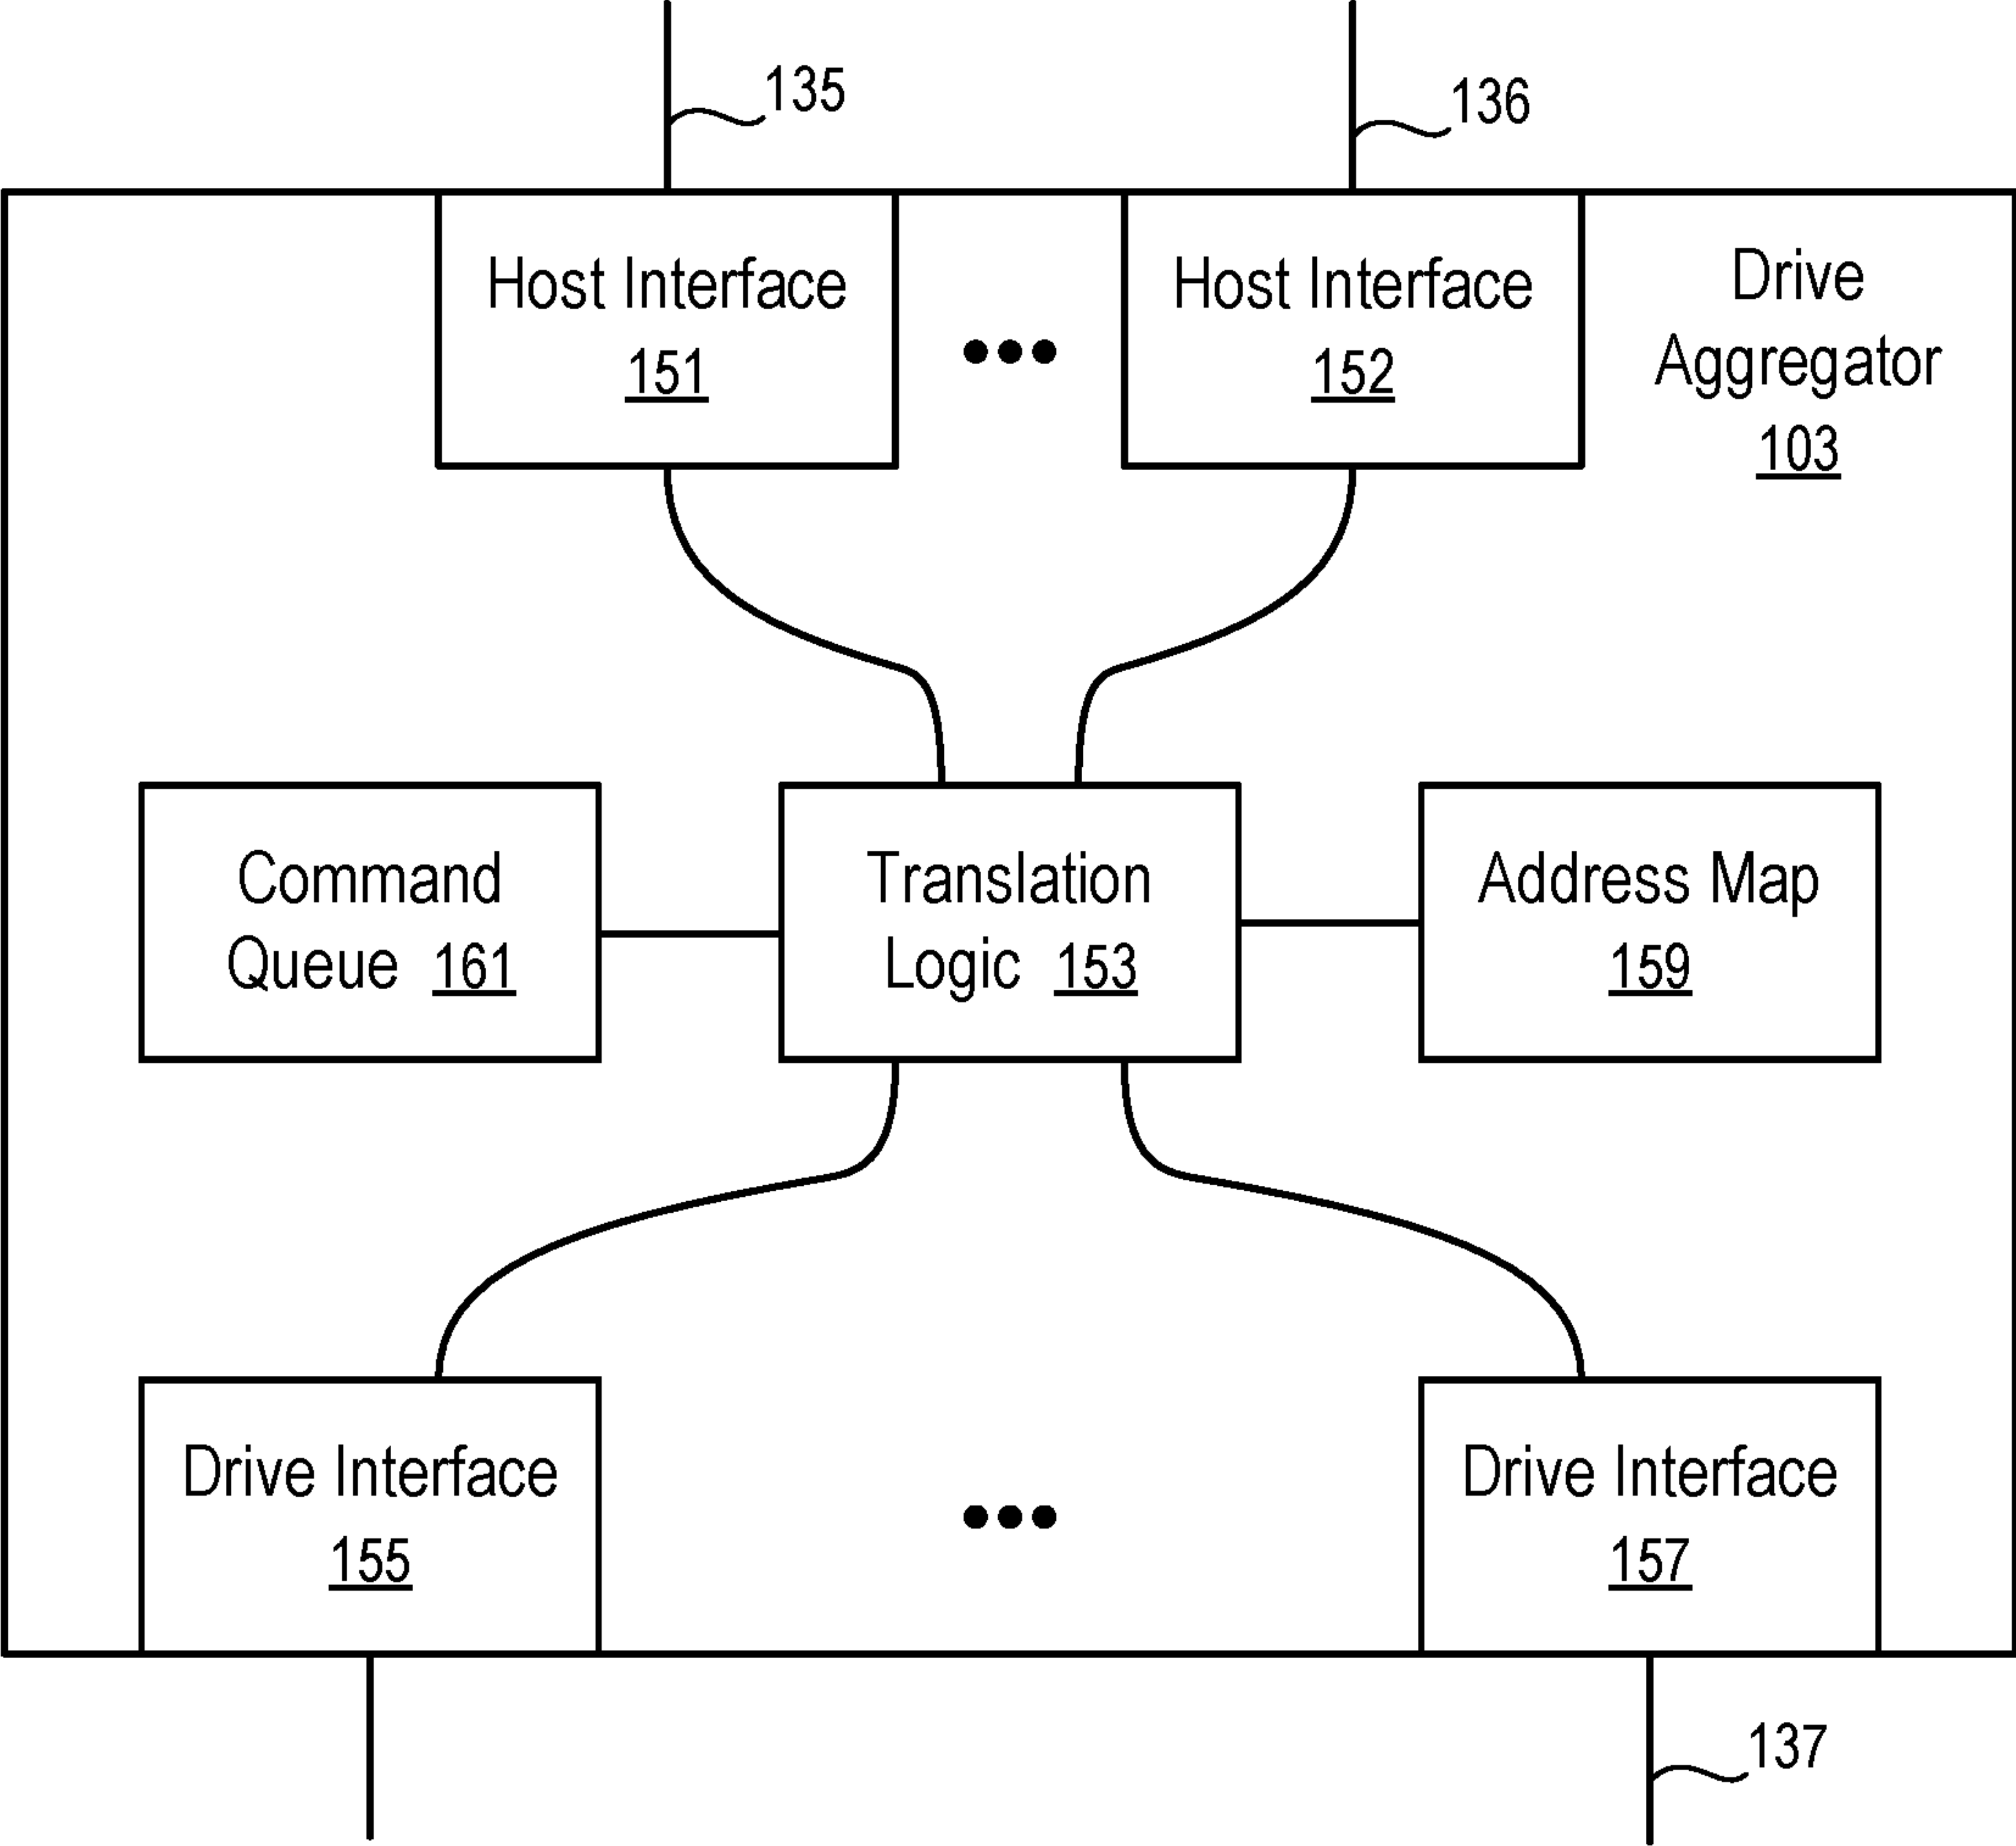 135
136
Host Interface
151
Host Interface
152
Drive
Aggregator
103
Command
Queue 161
Translation
Logic 153
Address Map
159
Drive Interface
155
Drive Interface
157
137